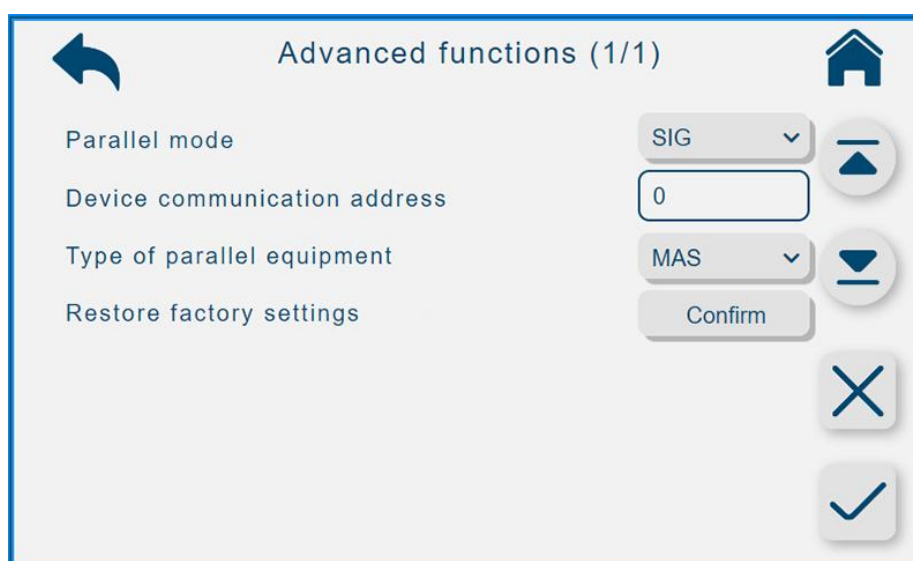 Advanced functions (1/1)
Parallel mode SIG
Device communication address 0
Type of parallel equipment MAS
Restore factory settings Confirm